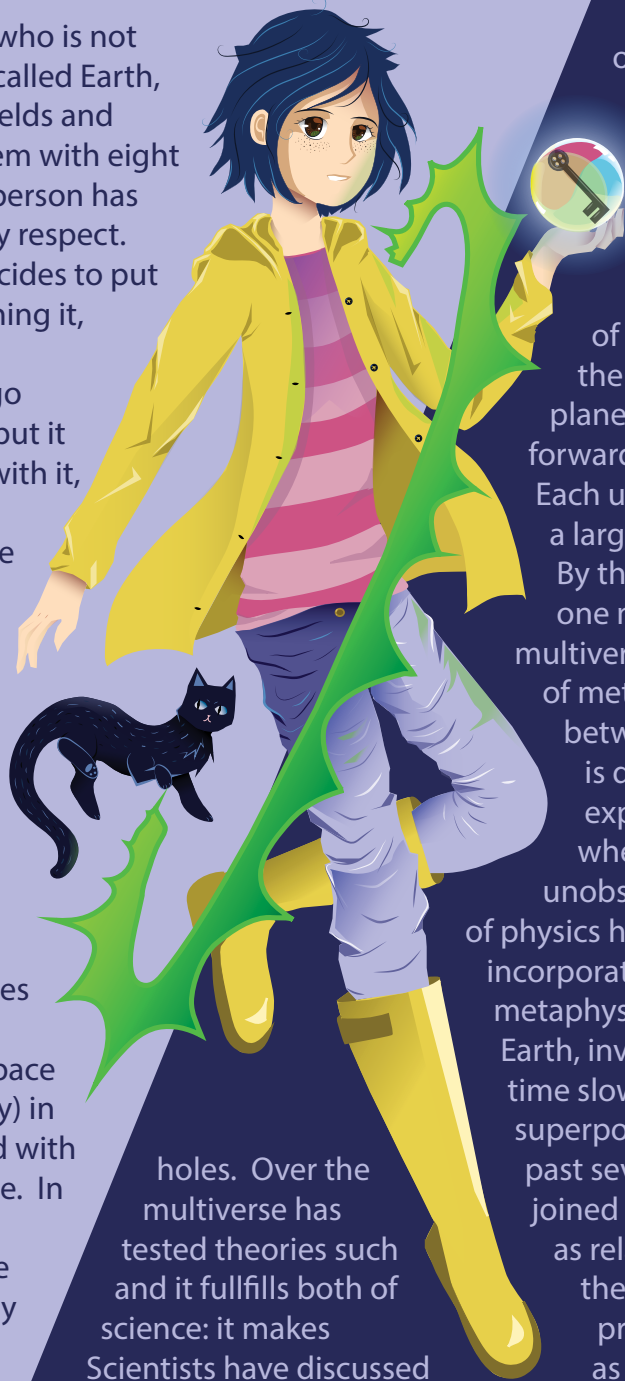 who is not
called Earth,
elds and
em with eight
person has
y respect.
cides to put
ning it,
go
out it
with it,
e
es
pace
y) in
d with
e. In
e
y
o
of
the
plane
forward
Each u
a larg
By th
one r
multiver
of met
betw
is c
exp
whe
unobs
of physics h
incorporat
metaphys
Earth, inv
time slow
superpo
holes. Over the past sev
multiverse has joined
tested theories such as rel
and it fullfills both of the
science: it makes pr
Scientists have discussed as